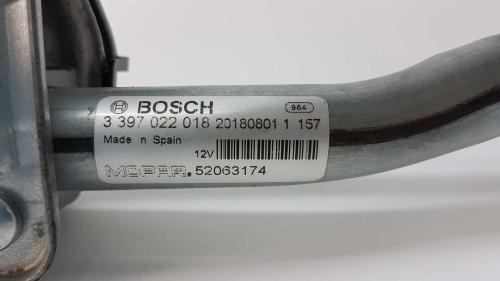 BOSCH 964
3 397 022 018 20180801 1 157
Made n Spain
12V
MOPAR. 52063174